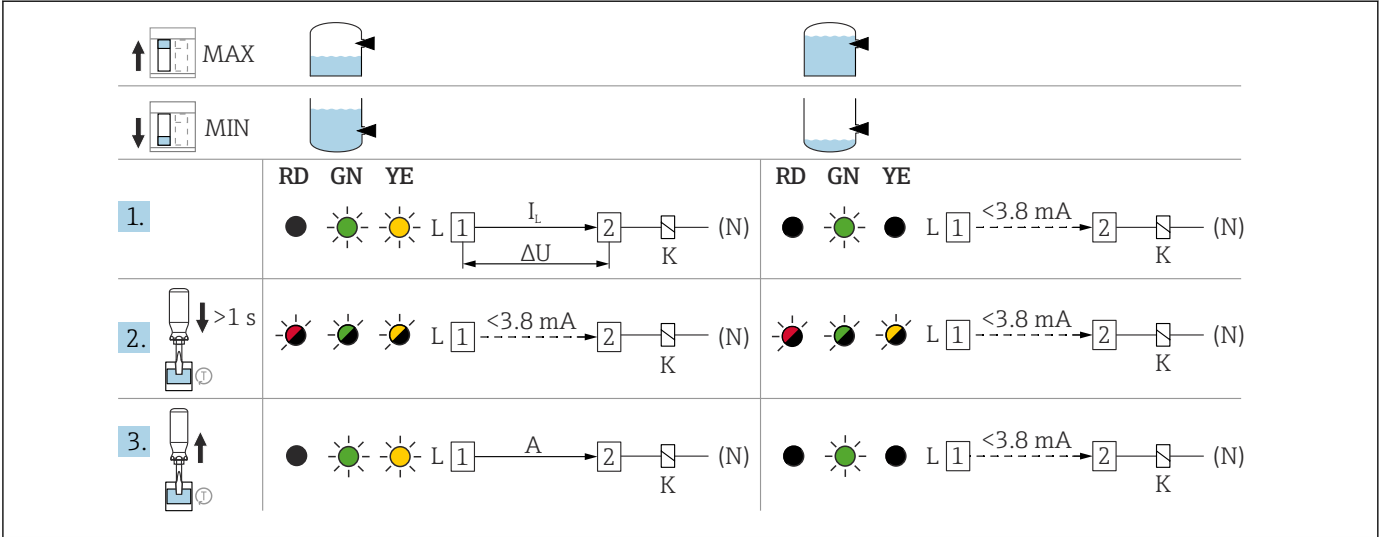 MAX
MIN
RD GN YE RD GN YE
1. L 1 I_L 2 (N) L 1 <3.8 mA 2 (N)
ΔU K K
2. >1 s T L 1 <3.8 mA 2 (N) L 1 <3.8 mA 2 (N)
K K
3. T L 1 A 2 (N) L 1 <3.8 mA 2 (N)
K K